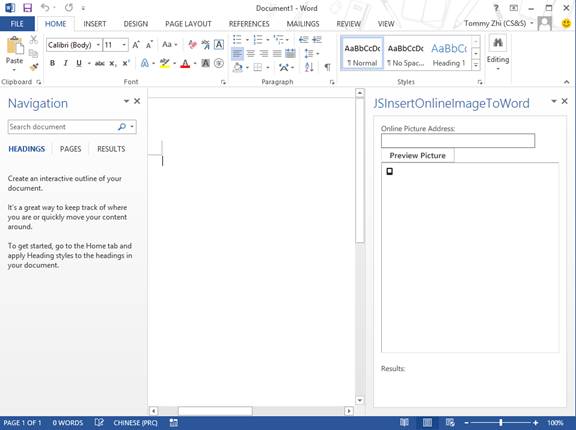 Document1 - Word
FILE HOME INSERT DESIGN PAGE LAYOUT REFERENCES MAILINGS REVIEW VIEW Tommy Zhi (CS&S)
Paste
Clipboard
Calibri (Body) 11
Font
Paragraph
AaBbCcDc AaBbCcDc AaBbCc
¶ Normal ¶ No Spac... Heading 1
Styles
Editing
Navigation
Search document
HEADINGS PAGES RESULTS
Create an interactive outline of your
document.
It's a great way to keep track of where
you are or quickly move your content
around.
To get started, go to the Home tab and
apply Heading styles to the headings in
your document.
JSInsertOnlineImageToWord
Online Picture Address:
Preview Picture
Results:
PAGE 1 OF 1 0 WORDS CHINESE (PRC) 100%